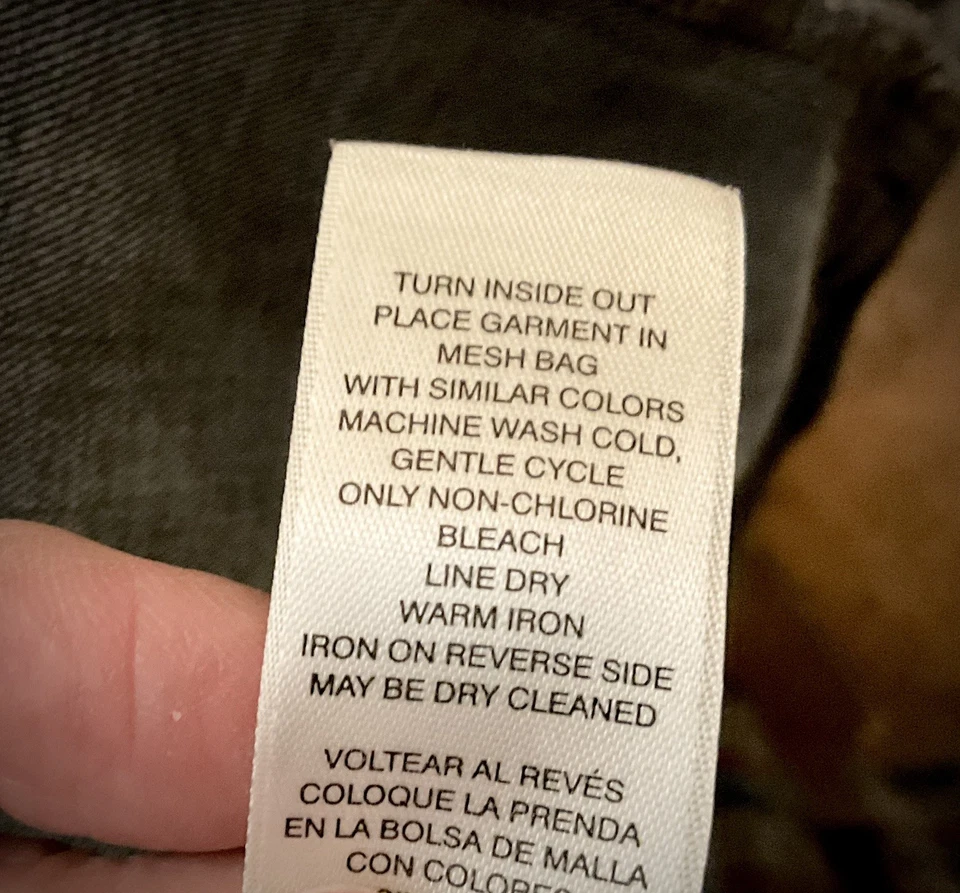 TURN INSIDE OUT
PLACE GARMENT IN
MESH BAG
WITH SIMILAR COLORS
MACHINE WASH COLD,
GENTLE CYCLE
ONLY NON-CHLORINE
BLEACH
LINE DRY
WARM IRON
IRON ON REVERSE SIDE
MAY BE DRY CLEANED
VOLTEAR AL REVÉS
COLOQUE LA PRENDA
EN LA BOLSA DE MALLA
CON COLORES